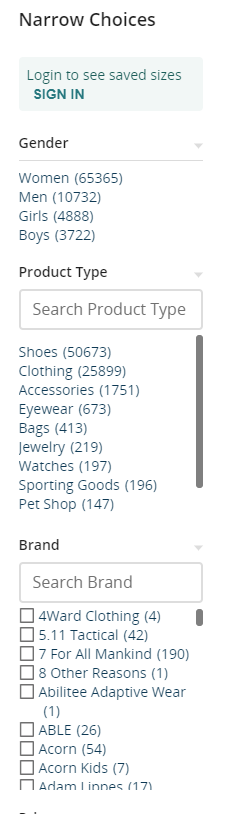 Narrow Choices
Login to see saved sizes
SIGN IN
Gender
Women (65365)
Men (10732)
Girls (4888)
Boys (3722)
Product Type
Search Product Type
Shoes (50673)
Clothing (25899)
Accessories (1751)
Eyewear (673)
Bags (413)
Jewelry (219)
Watches (197)
Sporting Goods (196)
Pet Shop (147)
Brand
Search Brand
4Ward Clothing (4)
5.11 Tactical (42)
7 For All Mankind (190)
8 Other Reasons (1)
Abilitee Adaptive Wear
(1)
ABLE (26)
Acorn (54)
Acorn Kids (7)
Adam Lippes (17)